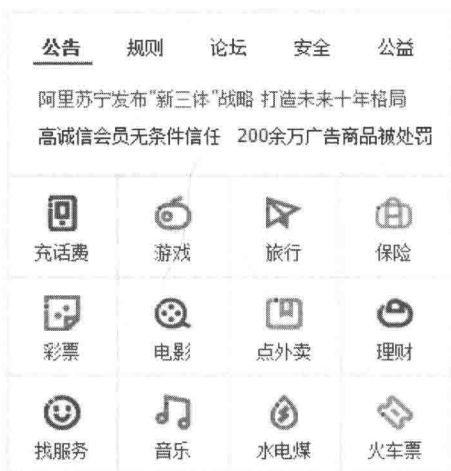 公告 规则 论坛 安全 公益
阿里苏宁发布"新三体"战略 打造未来十年格局
高诚信会员无条件信任 200余万广告商品被处罚
充话费 游戏 旅行 保险
彩票 电影 点外卖 理财
找服务 音乐 水电煤 火车票